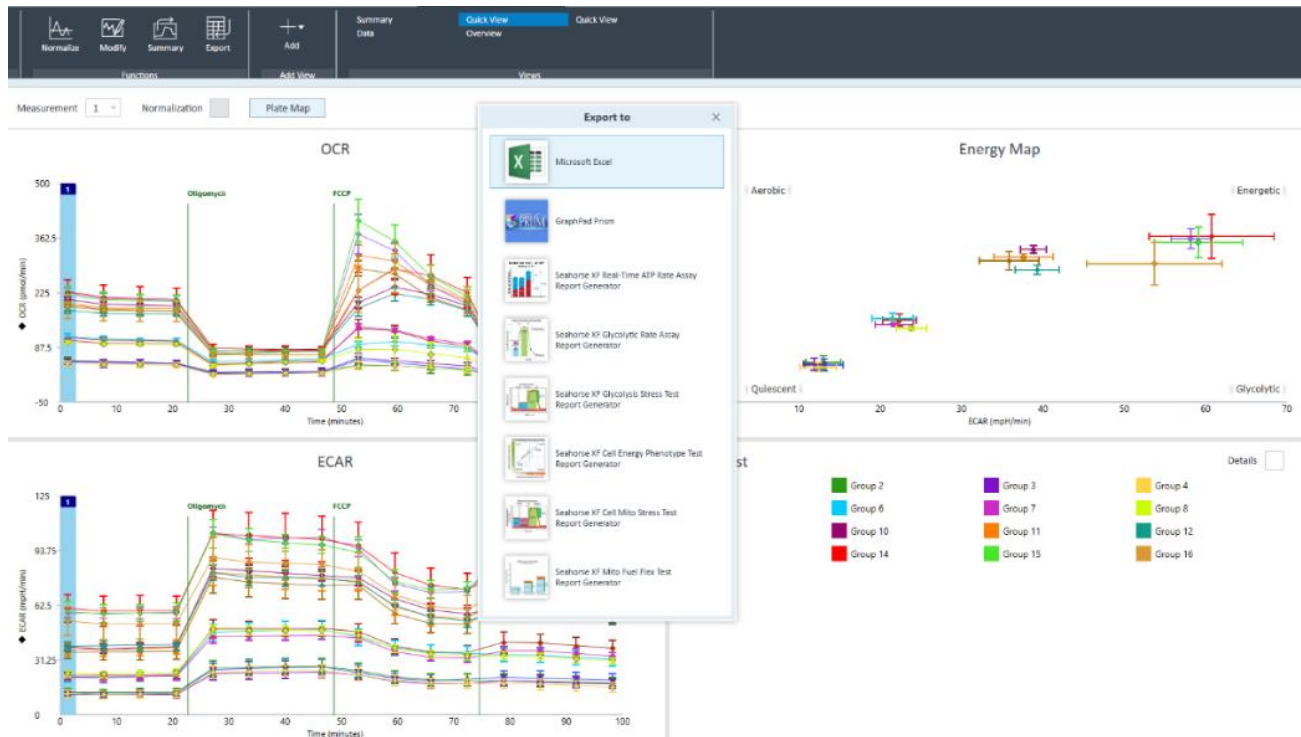 Normalize
Modify
Summary
Export
Add
Summary
Quick View
Quick View
Data
Overview
Functions
Add View
Views
Measurement
1
Normalization
Plate Map
Export to
Microsoft Excel
GraphPad Prism
Seahorse XF Real-Time ATP Rate Assay
Report Generator
Seahorse XF Glycolytic Rate Assay
Report Generator
Seahorse XF Glycolysis Stress Test
Report Generator
Seahorse XF Cell Energy Phenotype Test
Report Generator
Seahorse XF Cell Mito Stress Test
Report Generator
Seahorse XF Mito Fuel Flex Test
Report Generator
OCR
500
362.5
225
87.5
-50
OCR (pmol/min)
1
Oligomyco
FCCP
0 10 20 30 40 50 60 70
Time (minutes)
Energy Map
Aerobic
Energetic
Quiescent
Glycolytic
10 20 30 40 50 60 70
ECAR (mpH/min)
ECAR
125
93.75
62.5
31.25
0
ECAR (mpH/min)
1
Oligomyco
FCCP
0 10 20 30 40 50 60 70 80 90 100
Time (minutes)
st
Details
Group 2
Group 3
Group 4
Group 6
Group 7
Group 8
Group 10
Group 11
Group 12
Group 14
Group 15
Group 16